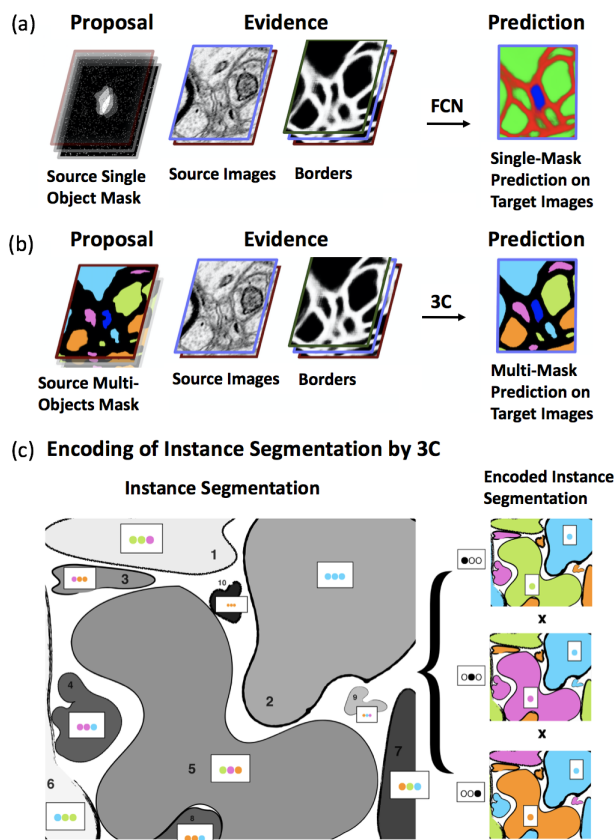 (a)
Proposal
Evidence
Prediction
FCN
Source Single
Object Mask
Source Images
Borders
Single-Mask
Prediction on
Target Images
(b)
Proposal
Evidence
Prediction
3C
Source Multi-
Objects Mask
Source Images
Borders
Multi-Mask
Prediction on
Target Images
(c) Encoding of Instance Segmentation by 3C
Instance Segmentation
Encoded Instance
Segmentation
1
3
10
2
4
9
5
7
6
8
x
x